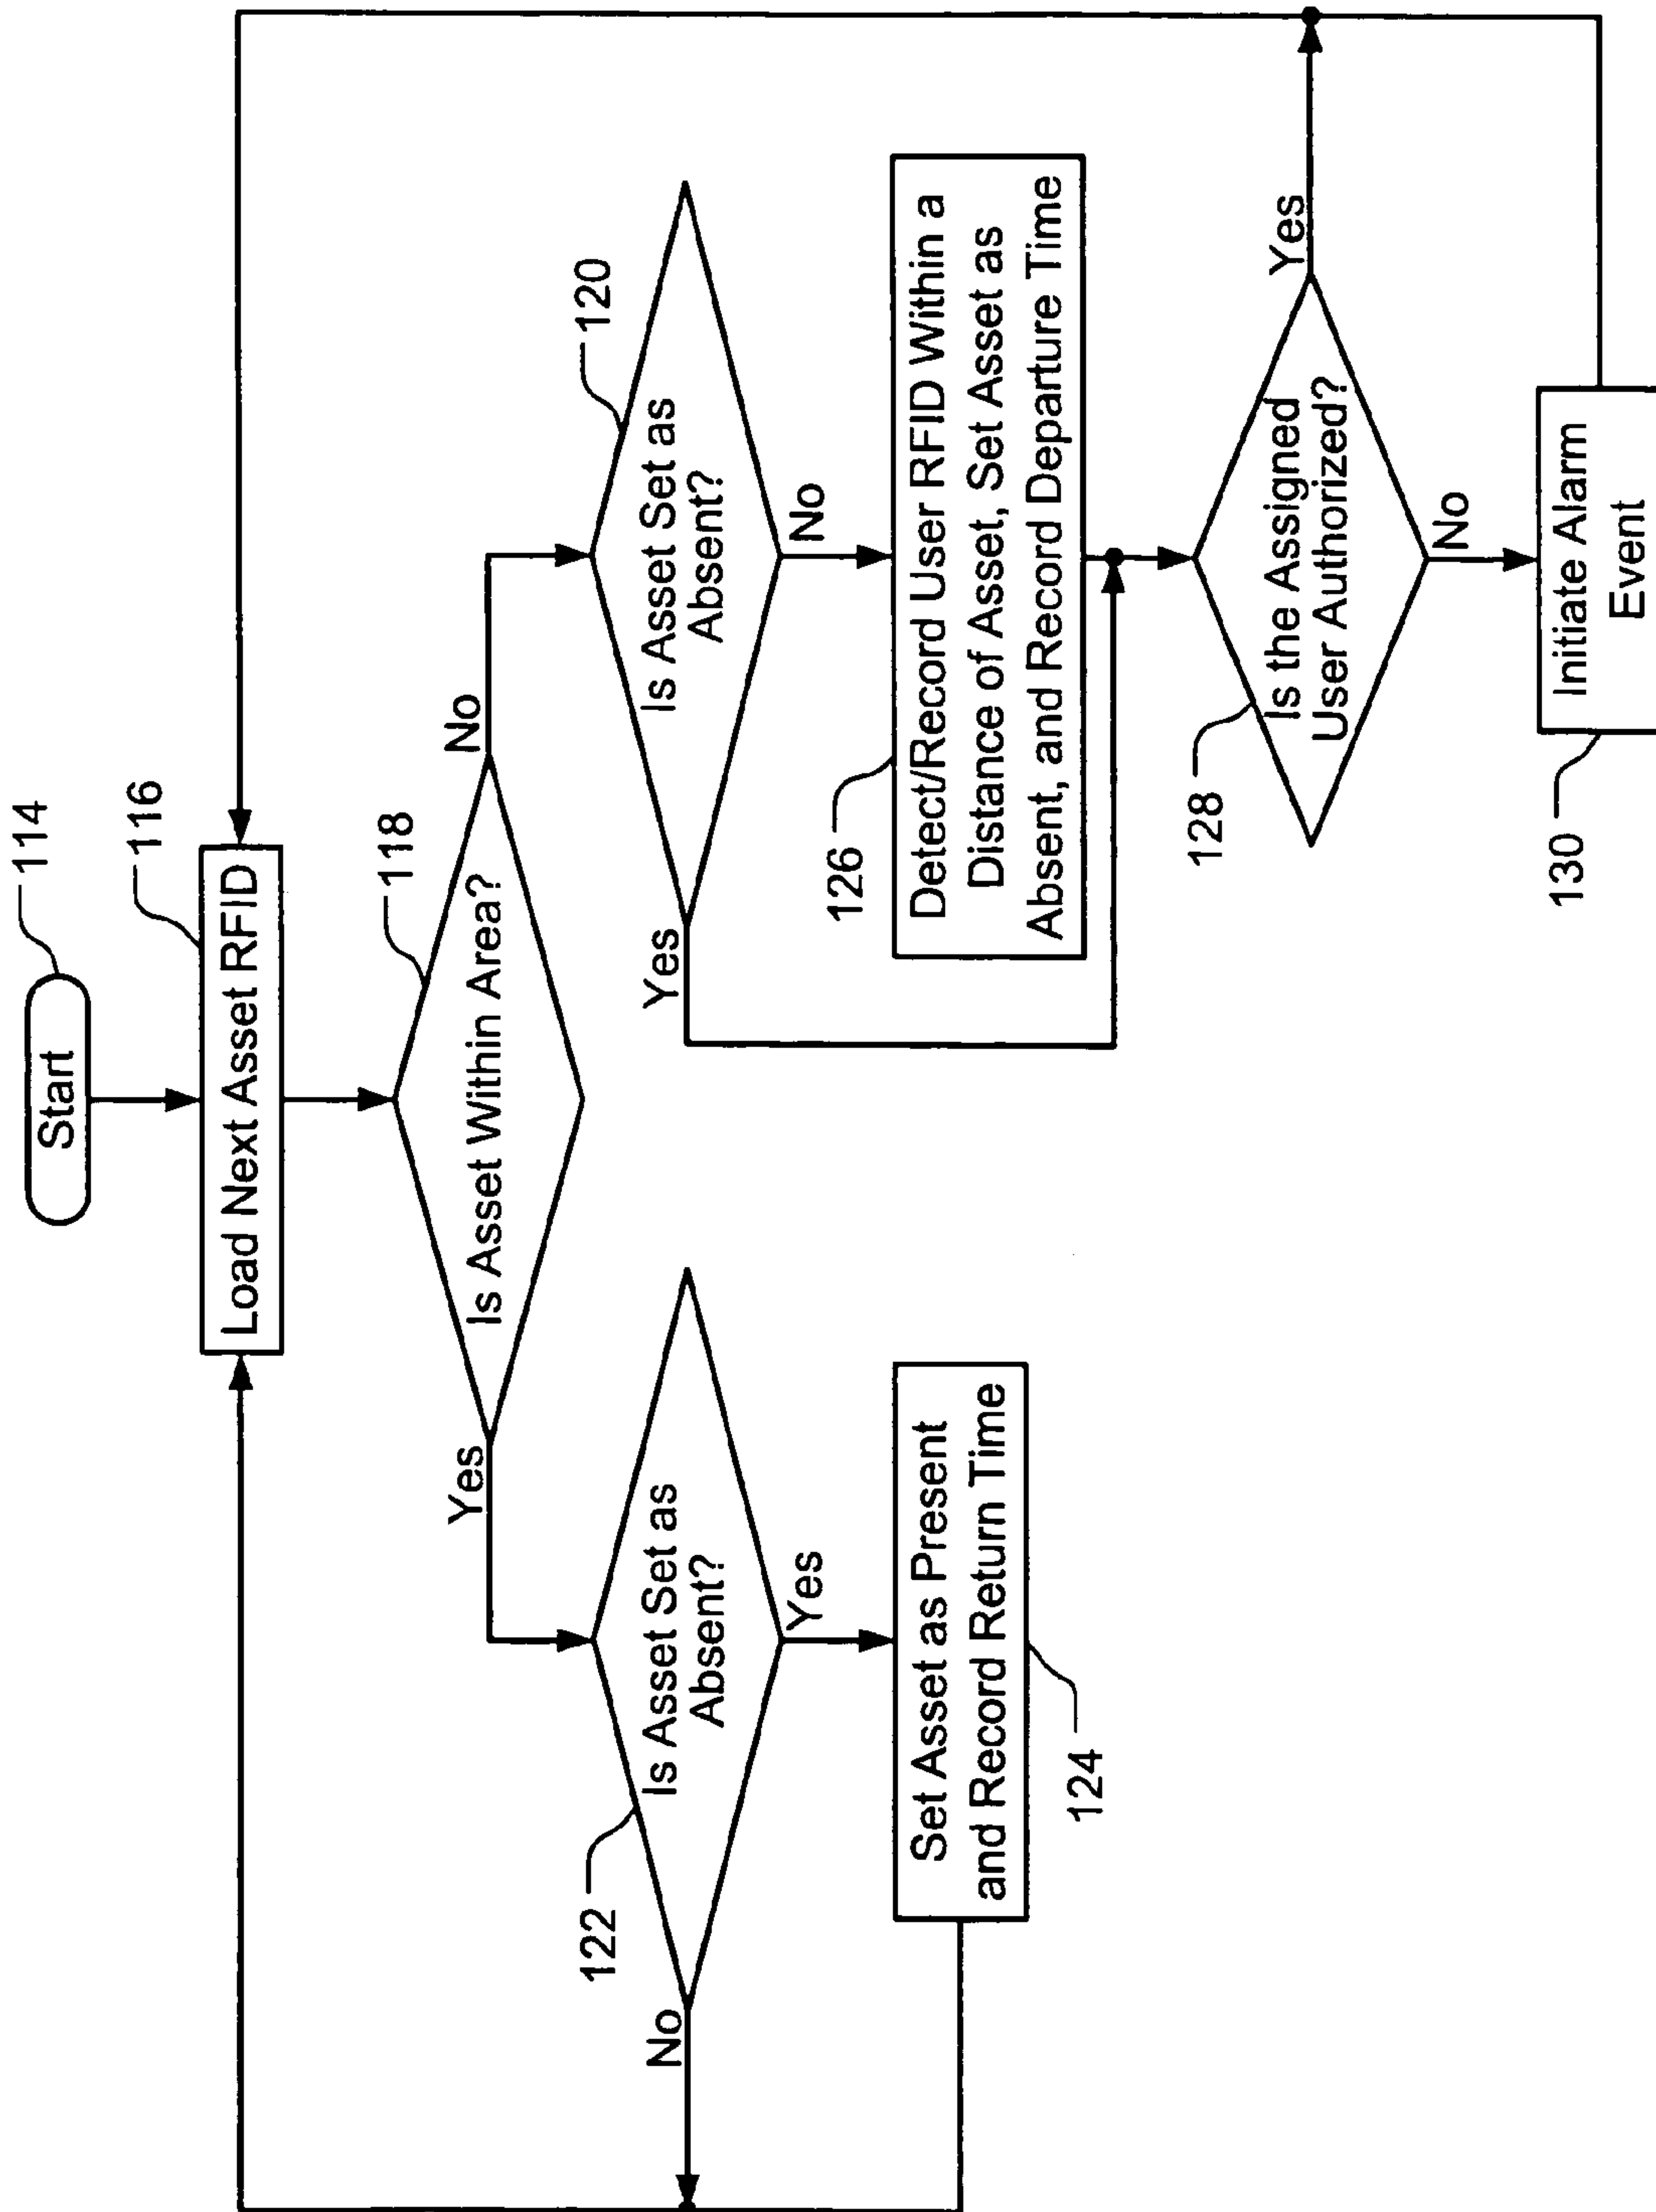 Start
114
Load Next Asset RFID
116
Is Asset Within Area?
118
Yes
No
Is Asset Set as
Absent?
122
No
Yes
Set Asset as Present
and Record Return Time
124
Is Asset Set as
Absent?
120
Yes
No
Detect/Record User RFID Within a
Distance of Asset, Set Asset as
Absent, and Record Departure Time
126
Is the Assigned
User Authorized?
128
Yes
No
Initiate Alarm
Event
130